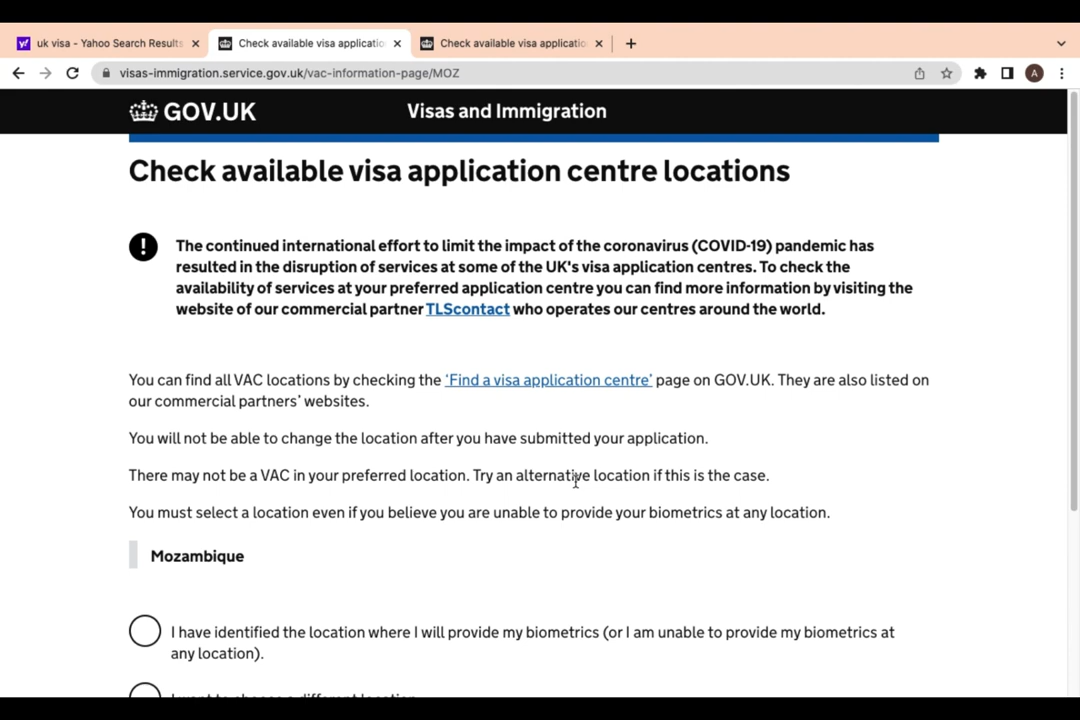 uk visa - Yahoo Search Results
Check available visa applicatio
Check available visa applicatio
visas-immigration.service.gov.uk/vac-information-page/MOZ
A
GOV.UK
Visas and Immigration
Check available visa application centre locations
The continued international effort to limit the impact of the coronavirus (COVID-19) pandemic has
resulted in the disruption of services at some of the UK's visa application centres. To check the
availability of services at your preferred application centre you can find more information by visiting the
website of our commercial partner TLScontact who operates our centres around the world.
You can find all VAC locations by checking the 'Find a visa application centre' page on GOV.UK. They are also listed on
our commercial partners' websites.
You will not be able to change the location after you have submitted your application.
There may not be a VAC in your preferred location. Try an alternative location if this is the case.
You must select a location even if you believe you are unable to provide your biometrics at any location.
Mozambique
I have identified the location where I will provide my biometrics (or I am unable to provide my biometrics at
any location).
I want to choose a different location